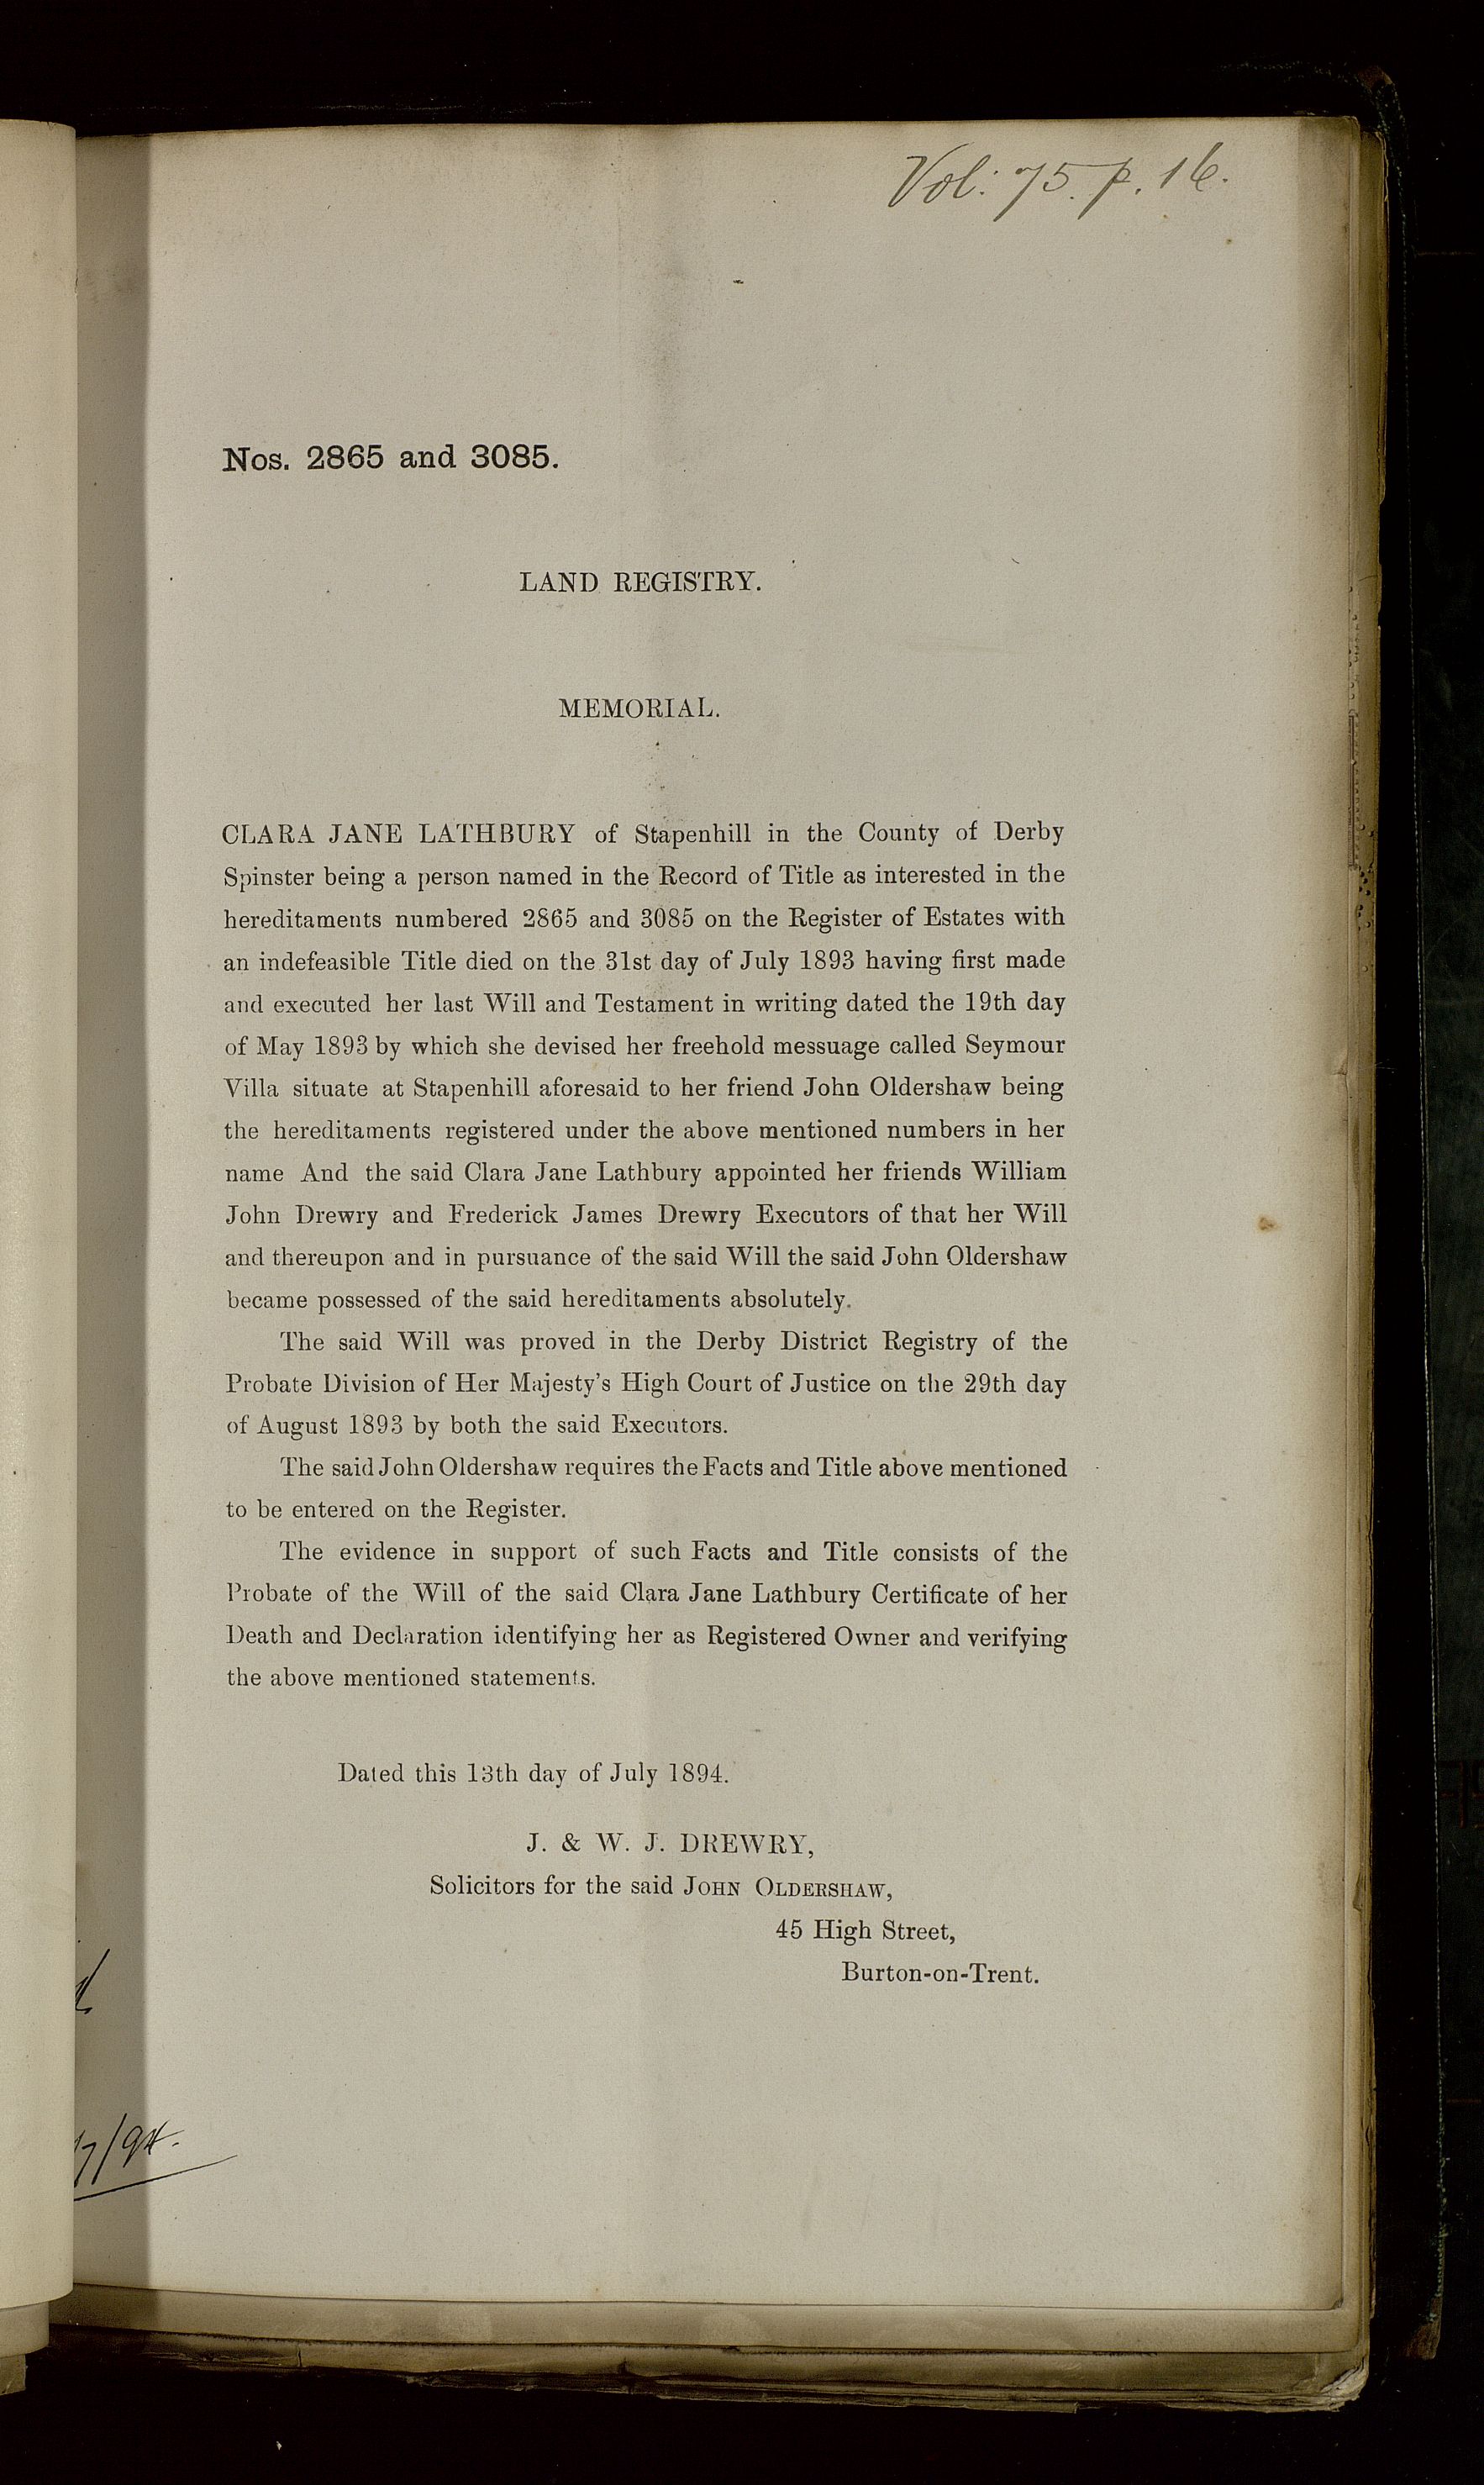 Vol: 75. p. 16.
Nos. 2865 and 3085.
LAND REGISTRY.
MEMORIAL.
CLARA JANE LATHBURY of Stapenhill in the County of Derby
Spinster being a person named in the Record of Title as interested in the
hereditaments numbered 2865 and 3085 on the Register of Estates with
an indefeasible Title died on the 31st day of July 1893 having first made
and executed her last Will and Testament in writing dated the 19th day
of May 1893 by which she devised her freehold messuage called Seymour
Villa situate at Stapenhill aforesaid to her friend John Oldershaw being
the hereditaments registered under the above mentioned numbers in her
name And the said Clara Jane Lathbury appointed her friends William
John Drewry and Frederick James Drewry Executors of that her Will
and thereupon and in pursuance of the said Will the said John Oldershaw
became possessed of the said hereditaments absolutely.
The said Will was proved in the Derby District Registry of the
Probate Division of Her Majesty's High Court of Justice on the 29th day
of August 1893 by both the said Executors.
The said John Oldershaw requires the Facts and Title above mentioned
to be entered on the Register.
The evidence in support of such Facts and Title consists of the
Probate of the Will of the said Clara Jane Lathbury Certificate of her
Death and Declaration identifying her as Registered Owner and verifying
the above mentioned statements.
Dated this 13th day of July 1894.
J. & W. J. DREWRY,
Solicitors for the said JOHN OLDERSHAW,
45 High Street,
Burton-on-Trent.
7/94.